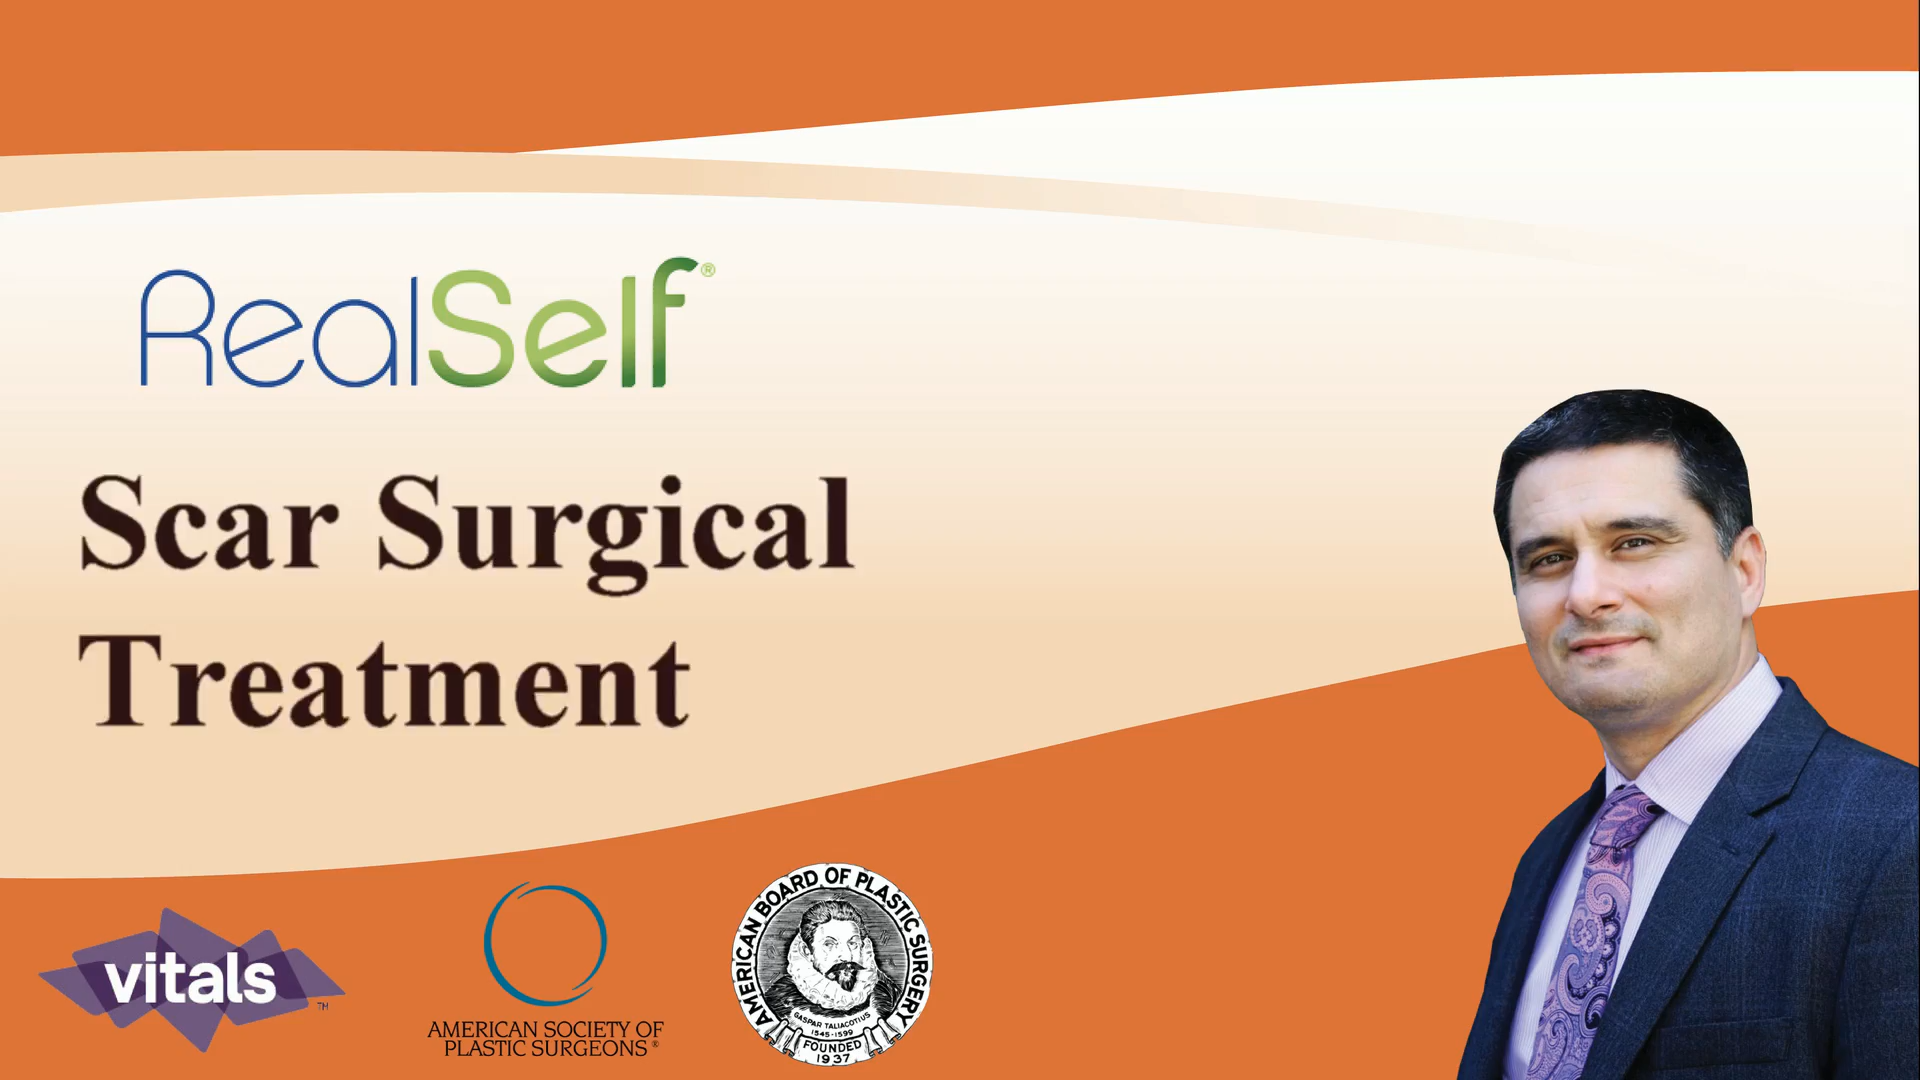 RealSelf®
Scar Surgical
Treatment
vitals™
AMERICAN SOCIETY OF
PLASTIC SURGEONS®
AMERICAN BOARD OF PLASTIC SURGERY
GASPAR TALIACOTIUS
1545-1599
FOUNDED
1937